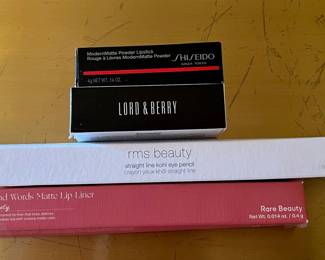 ModernMatte Powder Lipstick
Rouge à Lèvres ModernMatte Powder
SHISEIDO
GINZA TOKYO
4g NET WT. .14 OZ.
LORD & BERRY
rms beauty
straight line kohl eye pencil
crayon yeux khôl straight line
nd Words Matte Lip Liner
Rare Beauty
Net Wt. 0.014 oz. / 0.4 g